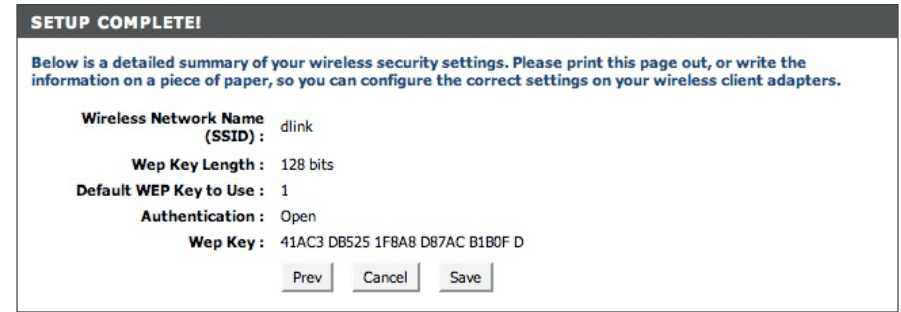 SETUP COMPLETE!
Below is a detailed summary of your wireless security settings. Please print this page out, or write the
information on a piece of paper, so you can configure the correct settings on your wireless client adapters.
Wireless Network Name
(SSID) : dlink
Wep Key Length : 128 bits
Default WEP Key to Use : 1
Authentication : Open
Wep Key : 41AC3 DB525 1F8A8 D87AC B1B0F D
Prev Cancel Save